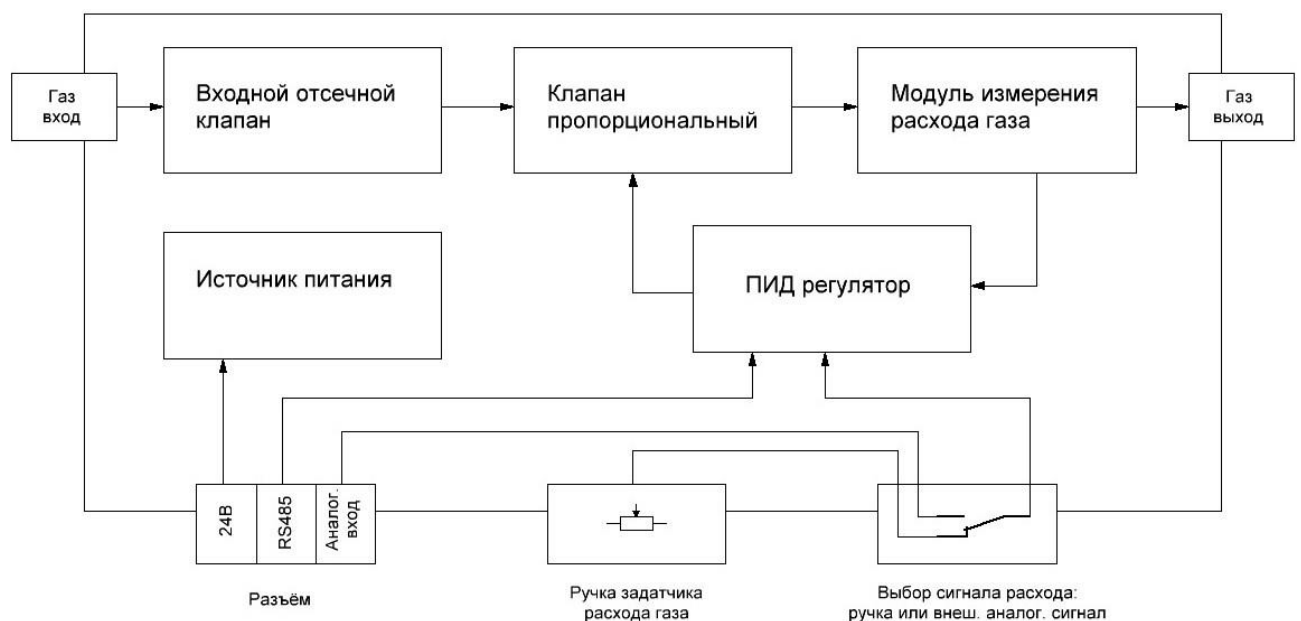 Газ
вход
Входной отсечной
клапан
Клапан
пропорциональный
Модуль измерения
расхода газа
Газ
выход
Источник питания
ПИД регулятор
24В
RS485
Аналог.
вход
Разъём
Ручка задатчика
расхода газа
Выбор сигнала расхода:
ручка или внеш. аналог. сигнал